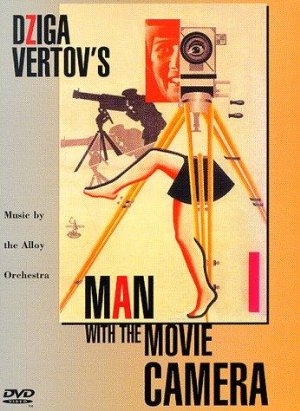 DZIGA
VERTOV'S
Music by
the Alloy
Orchestra
MAN
WITH THE MOVIE
CAMERA
DVD
VIDEO